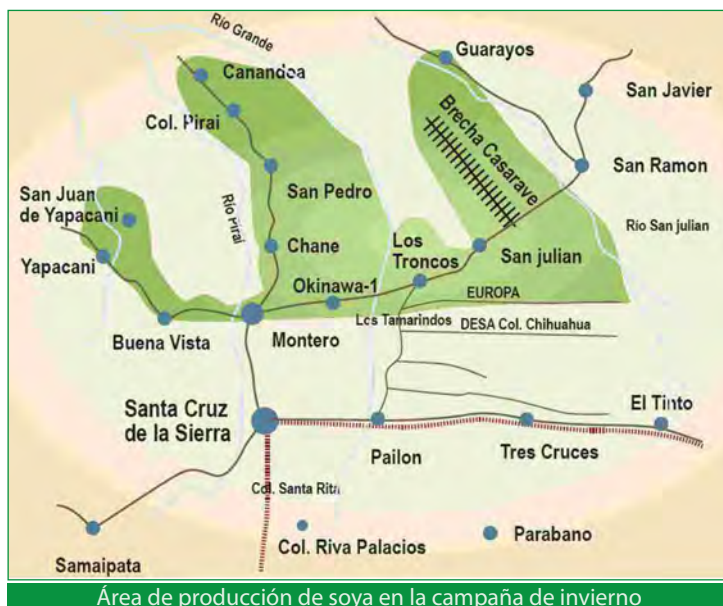 Río Grande
Guarayos
Canandoa
San Javier
Col. Pirai
Brecha Casarave
San Ramon
San Pedro
San Juan
de Yapacani
Río Pirai
Río San julian
Chane
Los
Troncos
San julian
Yapacani
Okinawa-1
EUROPA
Los Tamarindos
DESA Col. Chihuahua
Buena Vista
Montero
Santa Cruz
de la Sierra
El Tinto
Pailon
Tres Cruces
Col. Santa Rita
Col. Riva Palacios
Parabano
Samaipata
Área de producción de soya en la campaña de invierno